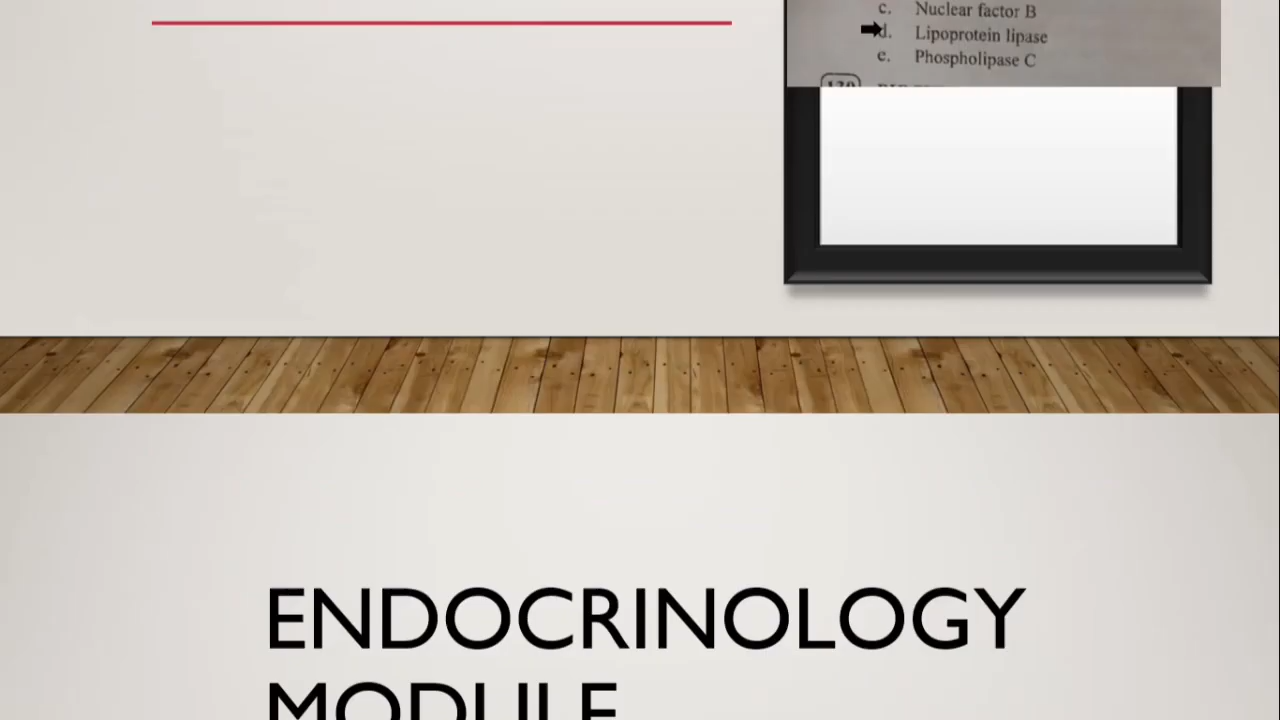 c. Nuclear factor B
d. Lipoprotein lipase
e. Phospholipase C
ENDOCRINOLOGY
MODULE